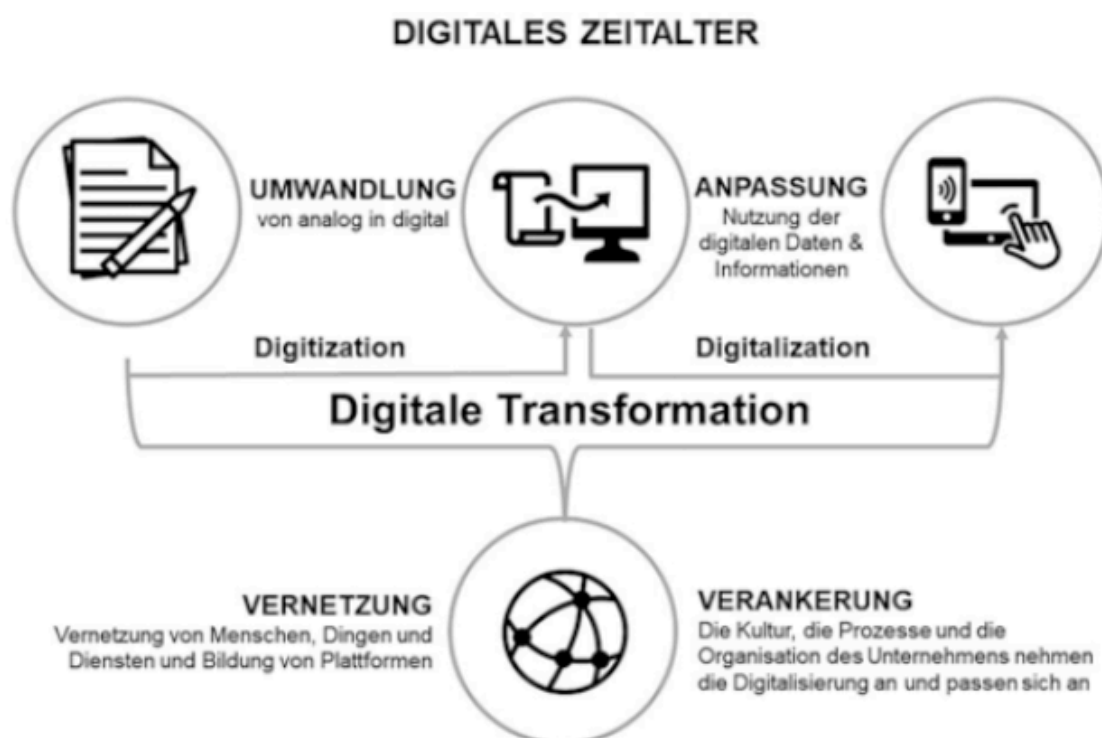 DIGITALES ZEITALTER
UMWANDLUNG
von analog in digital
ANPASSUNG
Nutzung der
digitalen Daten &
Informationen
Digitization
Digitalization
Digitale Transformation
VERNETZUNG
Vernetzung von Menschen, Dingen und
Diensten und Bildung von Plattformen
VERANKERUNG
Die Kultur, die Prozesse und die
Organisation des Unternehmens nehmen
die Digitalisierung an und passen sich an